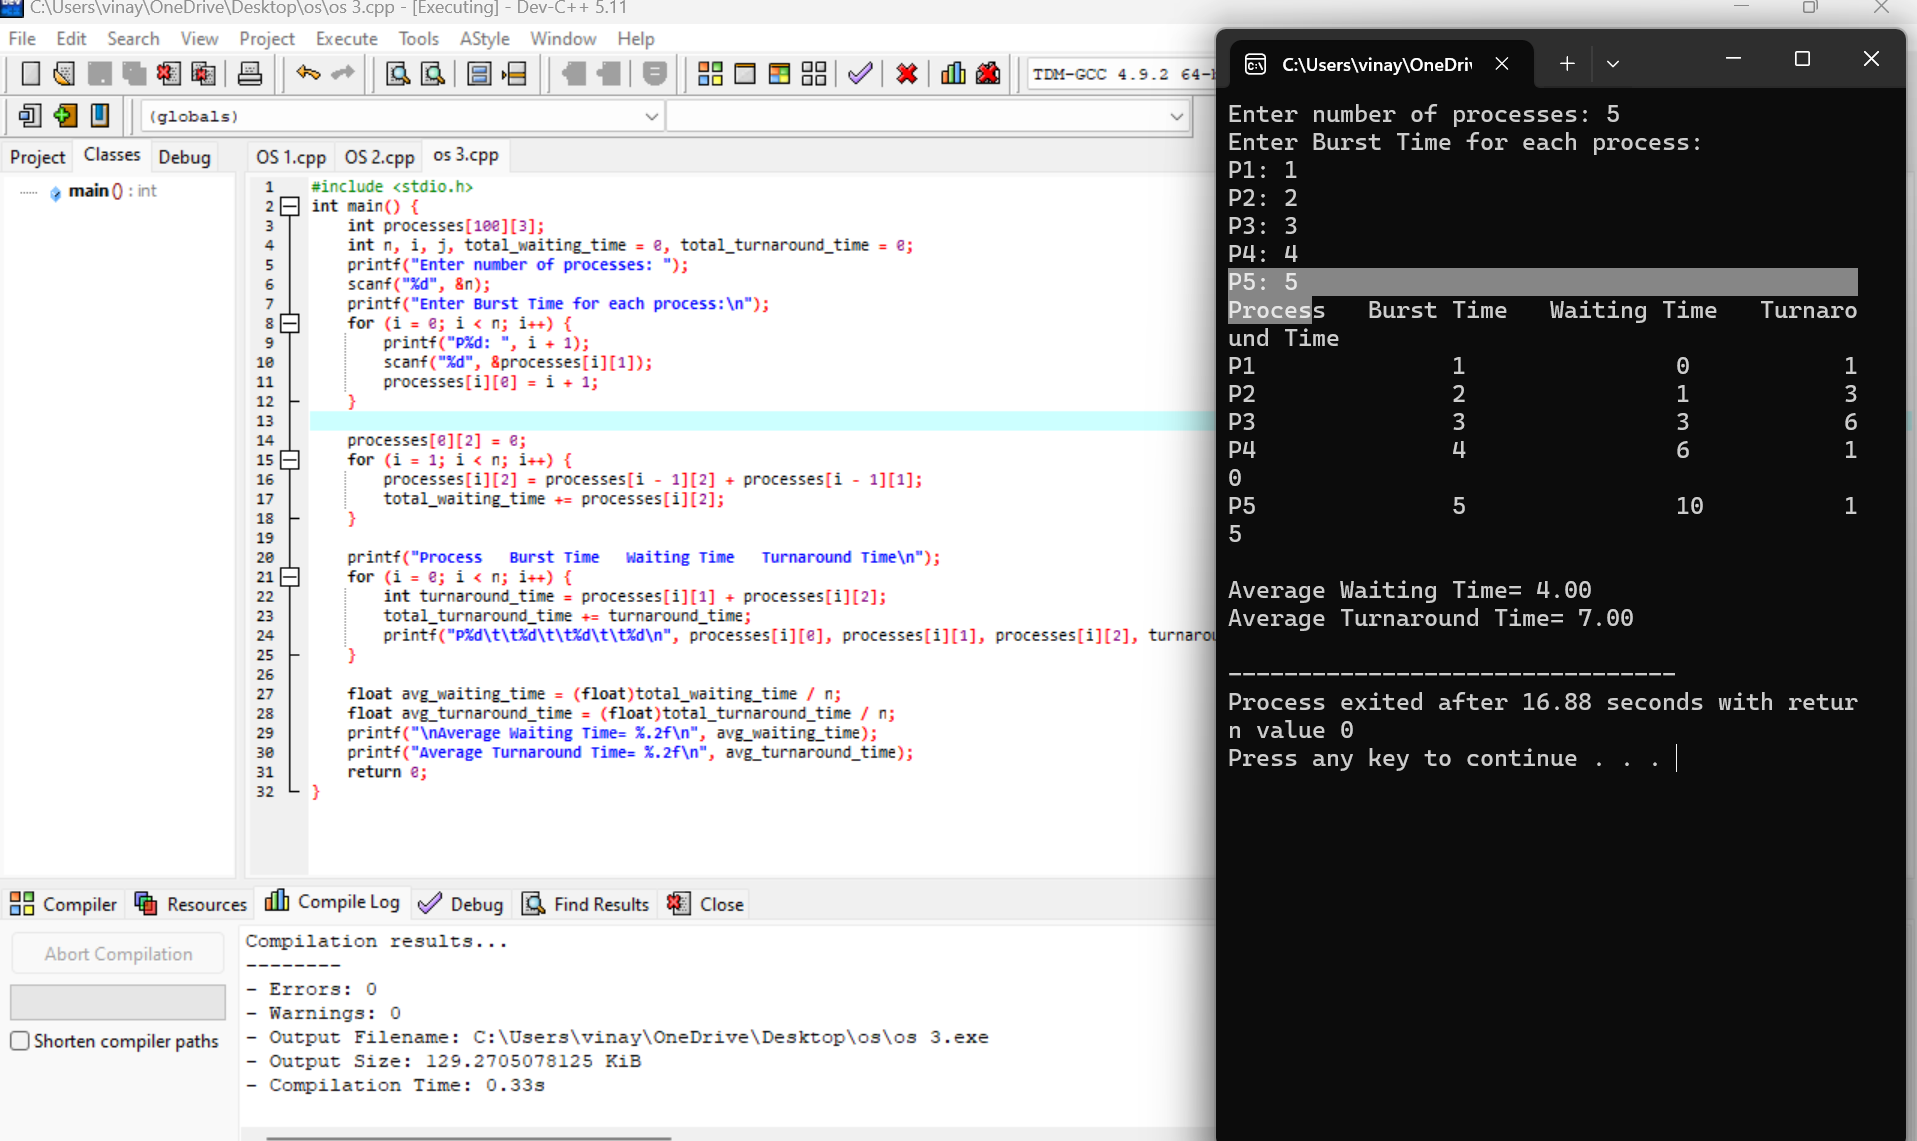 C:\Users\vinay\OneDrive\Desktop\os\os 3.cpp - [Executing] - Dev-C++ 5.11
File Edit Search View Project Execute Tools AStyle Window Help
TDM-GCC 4.9.2 64-
(globals)
Project Classes Debug
OS 1.cpp OS 2.cpp os 3.cpp
main() : int
1 #include <stdio.h>
2 int main() {
3 int processes[100][3];
4 int n, i, j, total_waiting_time = 0, total_turnaround_time = 0;
5 printf("Enter number of processes: ");
6 scanf("%d", &n);
7 printf("Enter Burst Time for each process:\n");
8 for (i = 0; i < n; i++) {
9 printf("P%d: ", i + 1);
10 scanf("%d", &processes[i][1]);
11 processes[i][0] = i + 1;
12 }
13
14 processes[0][2] = 0;
15 for (i = 1; i < n; i++) {
16 processes[i][2] = processes[i - 1][2] + processes[i - 1][1];
17 total_waiting_time += processes[i][2];
18 }
19
20 printf("Process   Burst Time   Waiting Time   Turnaround Time\n");
21 for (i = 0; i < n; i++) {
22 int turnaround_time = processes[i][1] + processes[i][2];
23 total_turnaround_time += turnaround_time;
24 printf("P%d\t\t%d\t\t%d\t\t%d\n", processes[i][0], processes[i][1], processes[i][2], turnarou
25 }
26
27 float avg_waiting_time = (float)total_waiting_time / n;
28 float avg_turnaround_time = (float)total_turnaround_time / n;
29 printf("\nAverage Waiting Time= %.2f\n", avg_waiting_time);
30 printf("Average Turnaround Time= %.2f\n", avg_turnaround_time);
31 return 0;
32 }
Compiler Resources Compile Log Debug Find Results Close
Abort Compilation
Shorten compiler paths
Compilation results...
--------
- Errors: 0
- Warnings: 0
- Output Filename: C:\Users\vinay\OneDrive\Desktop\os\os 3.exe
- Output Size: 129.2705078125 KiB
- Compilation Time: 0.33s
C:\Users\vinay\OneDri
Enter number of processes: 5
Enter Burst Time for each process:
P1: 1
P2: 2
P3: 3
P4: 4
P5: 5
Process   Burst Time   Waiting Time   Turnaro
und Time
P1 1 0 1
P2 2 1 3
P3 3 3 6
P4 4 6 1
0
P5 5 10 1
5
Average Waiting Time= 4.00
Average Turnaround Time= 7.00
--------------------------------
Process exited after 16.88 seconds with retur
n value 0
Press any key to continue . . .